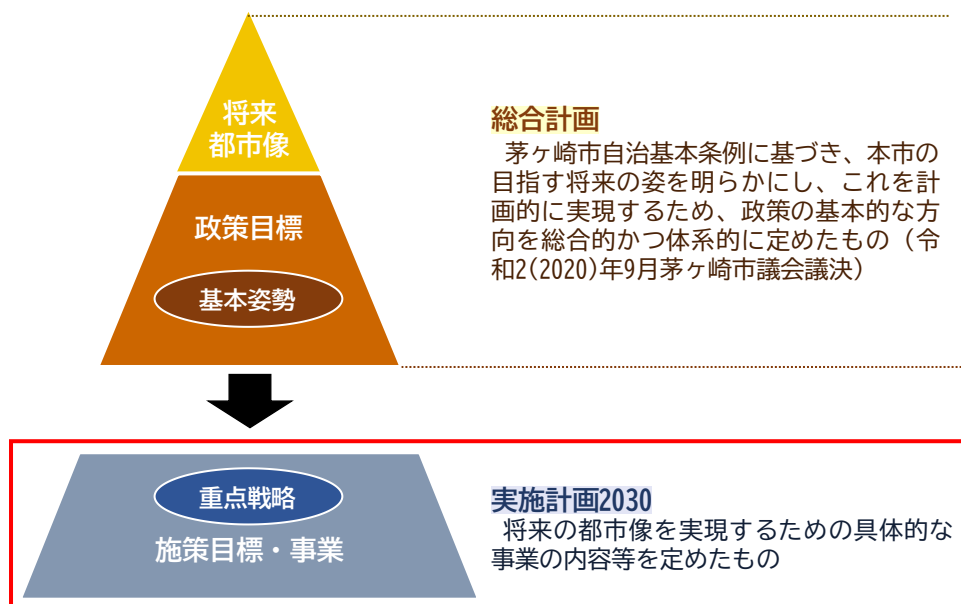 将来
都市像
政策目標
基本姿勢
総合計画
茅ヶ崎市自治基本条例に基づき、本市の
目指す将来の姿を明らかにし、これを計
画的に実現するため、政策の基本的な方
向を総合的かつ体系的に定めたもの（令
和2(2020)年9月茅ヶ崎市議会議決）
重点戦略
施策目標・事業
実施計画2030
将来の都市像を実現するための具体的な
事業の内容等を定めたもの